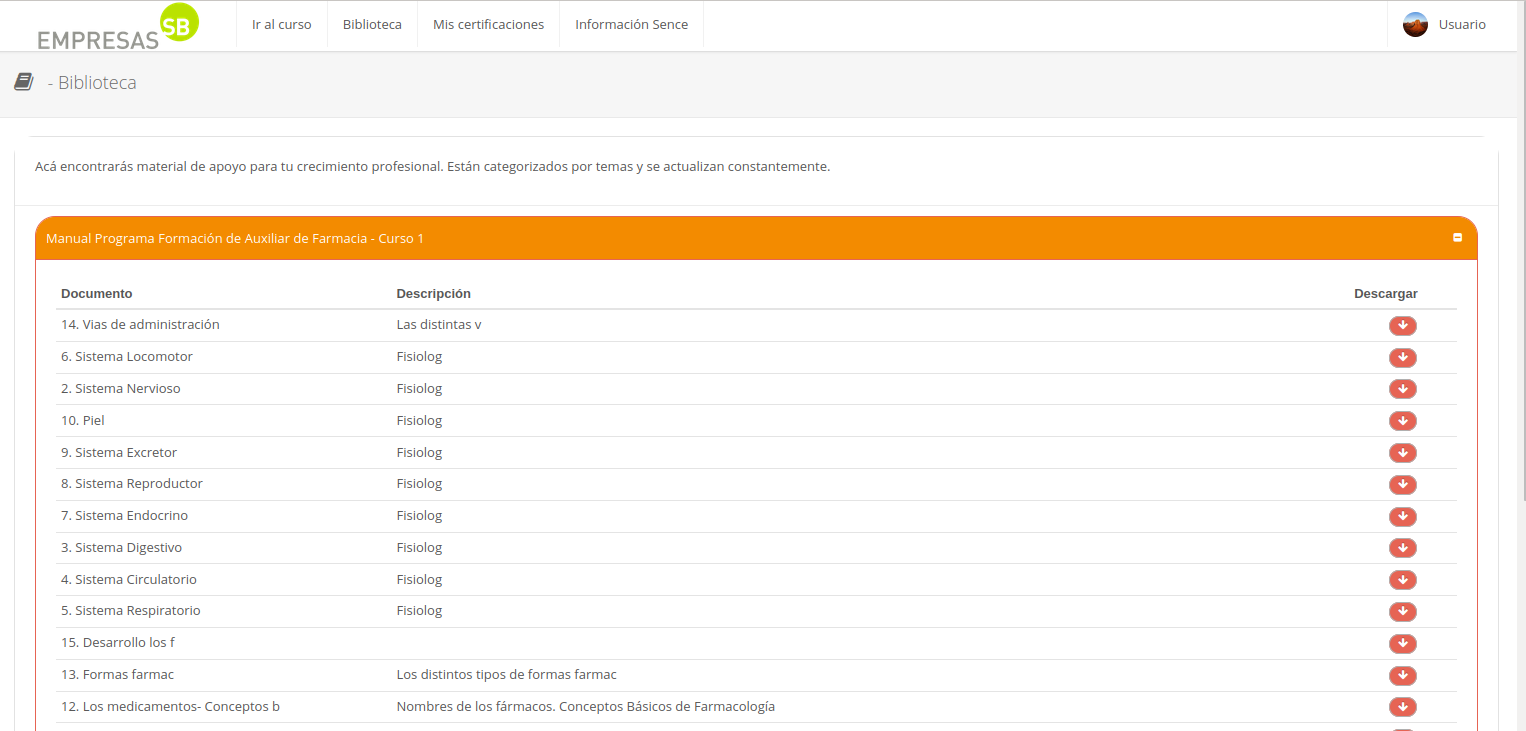 EMPRESAS SB
Ir al curso
Biblioteca
Mis certificaciones
Información Sence
Usuario
- Biblioteca
Acá encontrarás material de apoyo para tu crecimiento profesional. Están categorizados por temas y se actualizan constantemente.
Manual Programa Formación de Auxiliar de Farmacia - Curso 1
Documento Descripción Descargar
14. Vias de administración Las distintas v
6. Sistema Locomotor Fisiolog
2. Sistema Nervioso Fisiolog
10. Piel Fisiolog
9. Sistema Excretor Fisiolog
8. Sistema Reproductor Fisiolog
7. Sistema Endocrino Fisiolog
3. Sistema Digestivo Fisiolog
4. Sistema Circulatorio Fisiolog
5. Sistema Respiratorio Fisiolog
15. Desarrollo los f
13. Formas farmac Los distintos tipos de formas farmac
12. Los medicamentos- Conceptos b Nombres de los fármacos. Conceptos Básicos de Farmacología